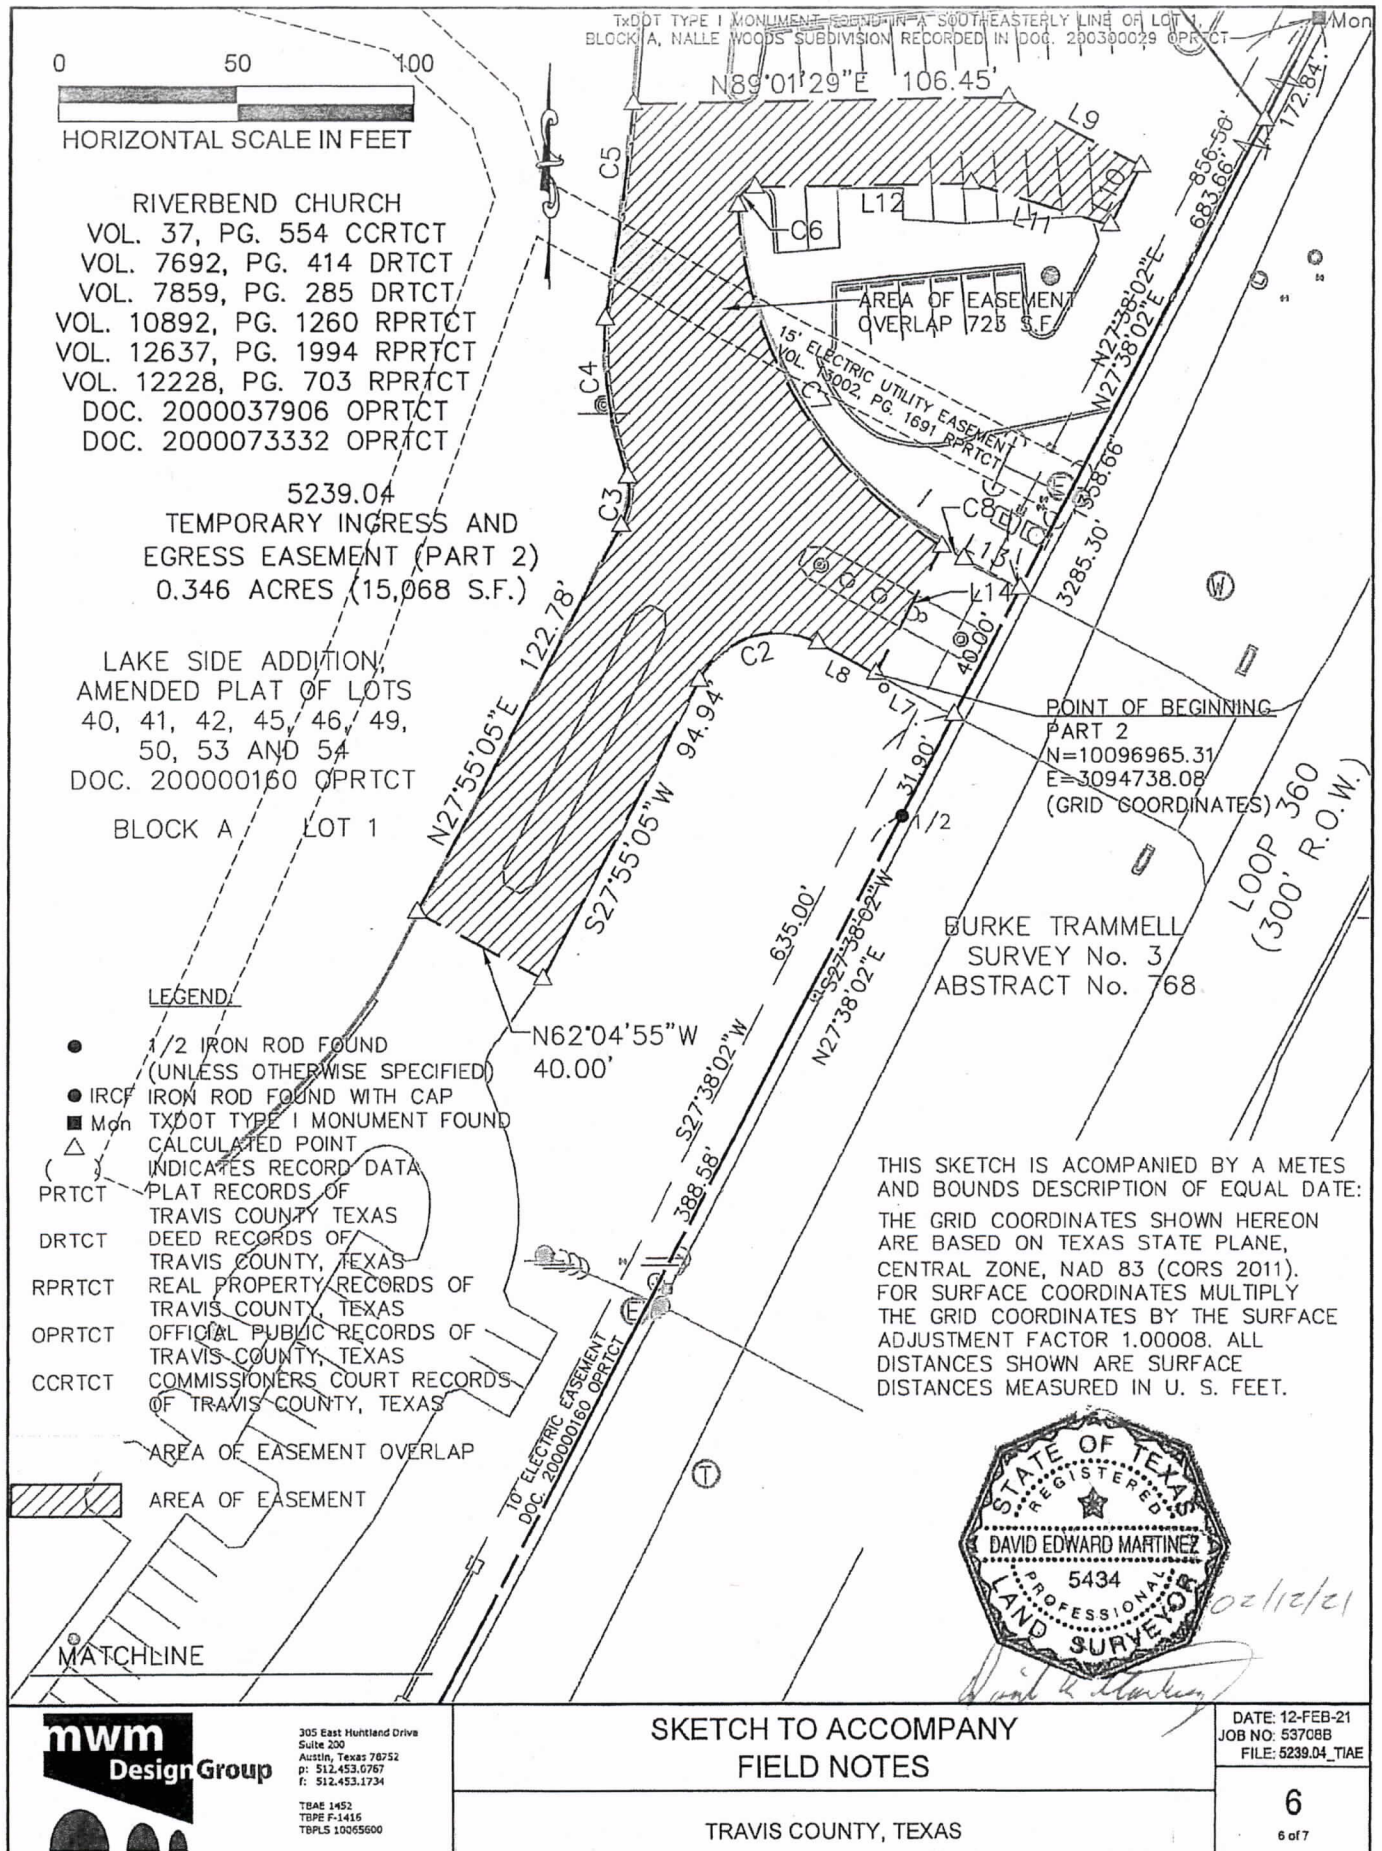 TxDOT TYPE I MONUMENT FOUND IN A SOUTHEASTERLY LINE OF LOT 1,
BLOCK A, NALLE WOODS SUBDIVISION RECORDED IN DOC. 200300029 OPRTCT
Mon
0 50 100
HORIZONTAL SCALE IN FEET
N89°01'29"E 106.45'
L9
172.84'
C5
L10
856.50'
683.66'
L12
L11
C6
RIVERBEND CHURCH
VOL. 37, PG. 554 CCRTCT
VOL. 7692, PG. 414 DRTCT
VOL. 7859, PG. 285 DRTCT
VOL. 10892, PG. 1260 RPRTCT
VOL. 12637, PG. 1994 RPRTCT
VOL. 12228, PG. 703 RPRTCT
DOC. 2000037906 OPRTCT
DOC. 2000073332 OPRTCT
AREA OF EASEMENT
OVERLAP 723 S.F.
N27°38'02"E
N27°38'02"E
15' ELECTRIC UTILITY EASEMENT
VOL. 13002, PG. 1691 RPRTCT
C4
C7
358.66'
3285.30'
E
C3
C8
L13
L14
40.00'
W
5239.04
TEMPORARY INGRESS AND
EGRESS EASEMENT (PART 2)
0.346 ACRES (15,068 S.F.)
N27°55'05"E 122.78'
C2
L8
L7
S27°55'05"W 94.94'
31.90'
1/2
LAKE SIDE ADDITION,
AMENDED PLAT OF LOTS
40, 41, 42, 45, 46, 49,
50, 53 AND 54
DOC. 200000160 OPRTCT
BLOCK A LOT 1
POINT OF BEGINNING
PART 2
N=10096965.31
E=3094738.08
(GRID COORDINATES)
LOOP 360
(300' R.O.W.)
BURKE TRAMMELL
SURVEY No. 3
ABSTRACT No. 768
635.00'
S27°38'02"W
S27°38'02"W
N27°38'02"E
388.58'
N62°04'55"W
40.00'
LEGEND
1/2 IRON ROD FOUND
(UNLESS OTHERWISE SPECIFIED)
IRCF IRON ROD FOUND WITH CAP
Mon TXDOT TYPE I MONUMENT FOUND
CALCULATED POINT
( ) INDICATES RECORD DATA
PRTCT PLAT RECORDS OF
TRAVIS COUNTY TEXAS
DRTCT DEED RECORDS OF
TRAVIS COUNTY, TEXAS
RPRTCT REAL PROPERTY RECORDS OF
TRAVIS COUNTY, TEXAS
OPRTCT OFFICIAL PUBLIC RECORDS OF
TRAVIS COUNTY, TEXAS
CCRTCT COMMISSIONERS COURT RECORDS
OF TRAVIS COUNTY, TEXAS
AREA OF EASEMENT OVERLAP
AREA OF EASEMENT
E
10' ELECTRIC EASEMENT
DOC. 200000160 OPRTCT
T
MATCHLINE
THIS SKETCH IS ACOMPANIED BY A METES
AND BOUNDS DESCRIPTION OF EQUAL DATE:
THE GRID COORDINATES SHOWN HEREON
ARE BASED ON TEXAS STATE PLANE,
CENTRAL ZONE, NAD 83 (CORS 2011).
FOR SURFACE COORDINATES MULTIPLY
THE GRID COORDINATES BY THE SURFACE
ADJUSTMENT FACTOR 1.00008. ALL
DISTANCES SHOWN ARE SURFACE
DISTANCES MEASURED IN U. S. FEET.
STATE OF TEXAS
REGISTERED
DAVID EDWARD MARTINEZ
5434
PROFESSIONAL
LAND SURVEYOR
02/12/21
mwm
DesignGroup
305 East Huntland Drive
Suite 200
Austin, Texas 78752
p: 512.453.0767
f: 512.453.1734
TBAE 1452
TBPE F-1416
TBPLS 10065600
SKETCH TO ACCOMPANY
FIELD NOTES
TRAVIS COUNTY, TEXAS
DATE: 12-FEB-21
JOB NO: 5370BB
FILE: 5239.04_TIAE
6
6 of 7